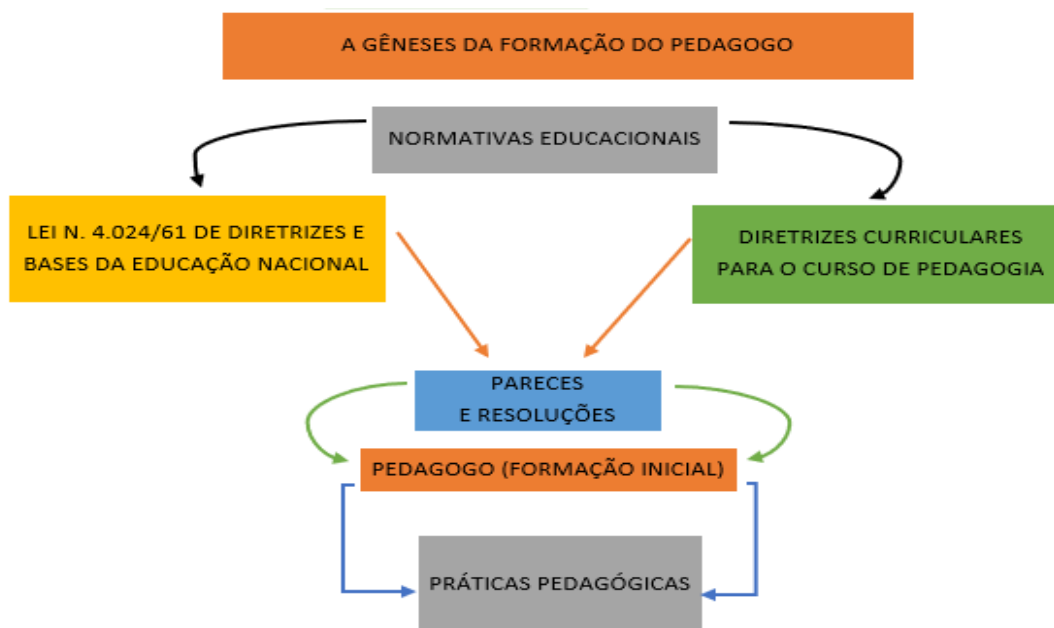 A GÊNESES DA FORMAÇÃO DO PEDAGOGO
NORMATIVAS EDUCACIONAIS
LEI N. 4.024/61 DE DIRETRIZES E
BASES DA EDUCAÇÃO NACIONAL
DIRETRIZES CURRICULARES
PARA O CURSO DE PEDAGOGIA
PARECES
E RESOLUÇÕES
PEDAGOGO (FORMAÇÃO INICIAL)
PRÁTICAS PEDAGÓGICAS